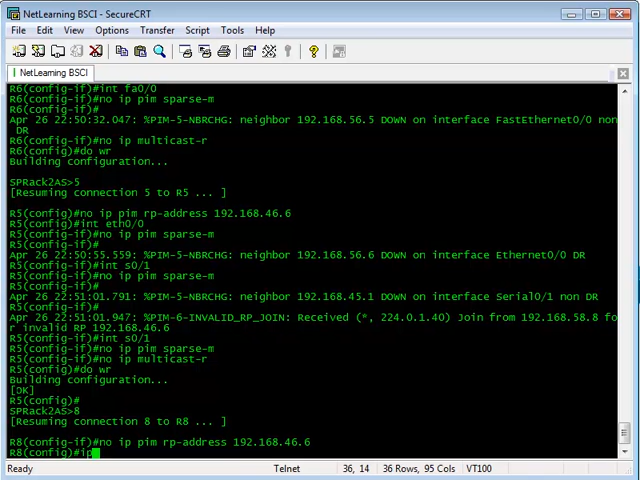 NetLearning BSCI - SecureCRT
File Edit View Options Transfer Script Tools Help
NetLearning BSCI
R6(config-if)#int fa0/0
R6(config-if)#no ip pim sparse-m
R6(config-if)#
Apr 26 22:50:32.047: %PIM-5-NBRCHG: neighbor 192.168.56.5 DOWN on interface FastEthernet0/0 non
DR
R6(config-if)#no ip multicast-r
R6(config)#do wr
Building configuration...
SPRack2AS>5
[Resuming connection 5 to R5 ... ]
R5(config)#no ip pim rp-address 192.168.46.6
R5(config)#int eth0/0
R5(config-if)#no ip pim sparse-m
R5(config-if)#
Apr 26 22:50:55.559: %PIM-5-NBRCHG: neighbor 192.168.56.6 DOWN on interface Ethernet0/0 DR
R5(config-if)#int s0/1
R5(config-if)#no ip pim sparse-m
R5(config-if)#
Apr 26 22:51:01.791: %PIM-5-NBRCHG: neighbor 192.168.45.1 DOWN on interface Serial0/1 non DR
R5(config-if)#
Apr 26 22:51:01.947: %PIM-6-INVALID_RP_JOIN: Received (*, 224.0.1.40) Join from 192.168.58.8 fo
r invalid RP 192.168.46.6
R5(config-if)#int s0/1
R5(config-if)#no ip pim sparse-m
R5(config-if)#no ip multicast-r
R5(config)#do wr
Building configuration...
[OK]
R5(config)#
SPRack2AS>8
[Resuming connection 8 to R8 ... ]
R8(config-if)#no ip pim rp-address 192.168.46.6
R8(config)#ip
Ready Telnet 36, 14 36 Rows, 95 Cols VT100